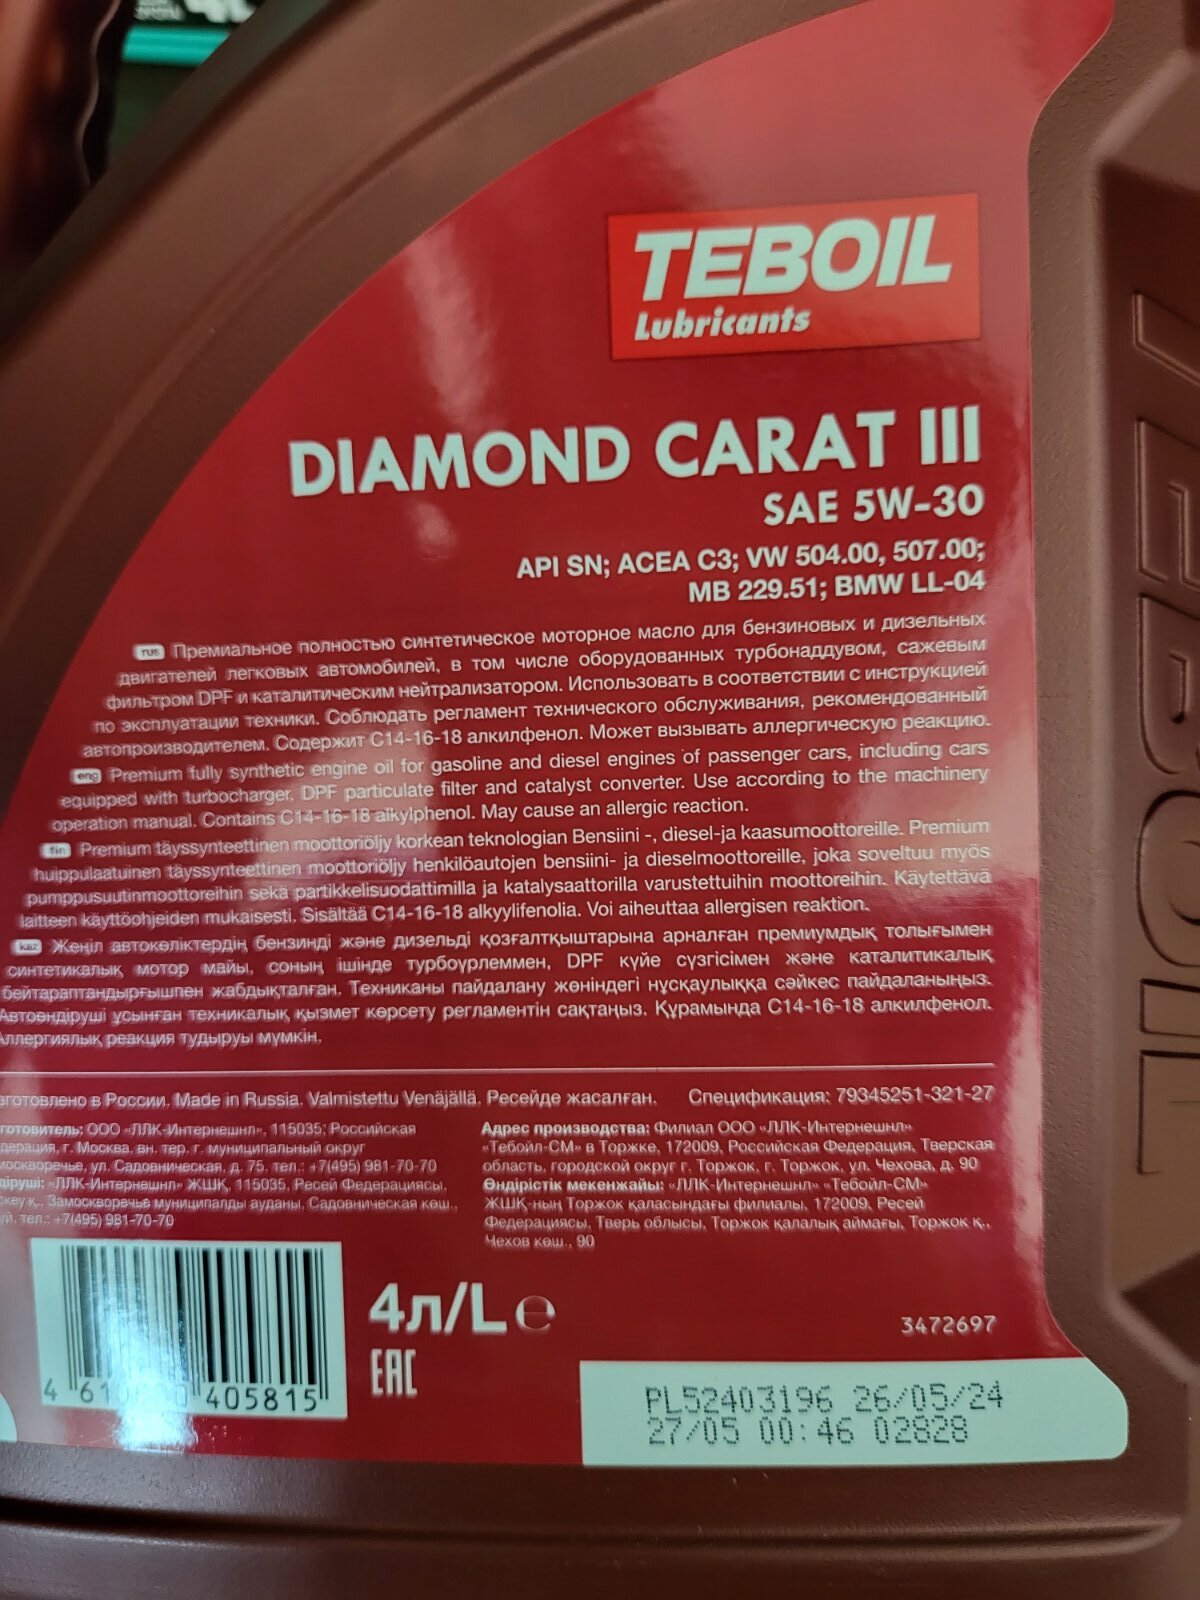 TEBOIL
Lubricants
DIAMOND CARAT III
SAE 5W-30
API SN; ACEA C3; VW 504.00, 507.00;
MB 229.51; BMW LL-04
rus Премиальное полностью синтетическое моторное масло для бензиновых и дизельных
двигателей легковых автомобилей, в том числе оборудованных турбонаддувом, сажевым
фильтром DPF и каталитическим нейтрализатором. Использовать в соответствии с инструкцией
по эксплуатации техники. Соблюдать регламент технического обслуживания, рекомендованный
автопроизводителем. Содержит C14-16-18 алкилфенол. Может вызывать аллергическую реакцию.
eng Premium fully synthetic engine oil for gasoline and diesel engines of passenger cars, including cars
equipped with turbocharger, DPF particulate filter and catalyst converter. Use according to the machinery
operation manual. Contains C14-16-18 alkylphenol. May cause an allergic reaction.
fin Premium täyssynteettinen moottoriöljy korkean teknologian Bensiini -, diesel-ja kaasumoottoreille. Premium
huippulaatuinen täyssynteettinen moottoriöljy henkilöautojen bensiini- ja dieselmoottoreille, joka soveltuu myös
pumppusuutinmoottoreihin sekä partikkelisuodattimilla ja katalysaattorilla varustettuihin moottoreihin. Käytettävä
laitteen käyttöohjeiden mukaisesti. Sisältää C14-16-18 alkyylifenolia. Voi aiheuttaa allergisen reaktion.
kaz Жеңіл автокөліктердің бензинді және дизельді қозғалтқыштарына арналған премиумдық толығымен
синтетикалық мотор майы, соның ішінде турбоүрлеммен, DPF күйе сүзгісімен және каталитикалық
бейтараптандырғышпен жабдықталған. Техниканы пайдалану жөніндегі нұсқаулыққа сәйкес пайдаланыңыз.
Автоөндіруші ұсынған техникалық қызмет көрсету регламентін сақтаңыз. Құрамында C14-16-18 алкилфенол.
Аллергиялық реакция тудыруы мүмкін.
зготовлено в России. Made in Russia. Valmistettu Venäjällä. Ресейде жасалған. Спецификация: 79345251-321-27
готовитель: ООО «ЛЛК-Интернешнл», 115035, Российская
дерация, г. Москва, вн. тер. г. муниципальный округ
москворечье, ул. Садовническая, д. 75, тел.: +7(495) 981-70-70
діруші: «ЛЛК-Интернешнл» ЖШҚ, 115035, Ресей Федерациясы,
скеу қ., Замоскворечье муниципалды ауданы, Садовническая көш.,
үй. тел.: +7(495) 981-70-70
Адрес производства: Филиал ООО «ЛЛК-Интернешнл»
«Тебойл-СМ» в Торжке, 172009, Российская Федерация, Тверская
область, городской округ г. Торжок, г. Торжок, ул. Чехова, д. 90
Өндірістік мекенжайы: «ЛЛК-Интернешнл» «Тебойл-СМ»
ЖШҚ-ның Торжок қаласындағы филиалы, 172009, Ресей
Федерациясы, Тверь облысы, Торжок қалалық аймағы, Торжок қ.,
Чехов көш., 90
4л/L e
EAC
405815
3472697
PL52403196 26/05/24
27/05 00:46 02828
TEBOIL